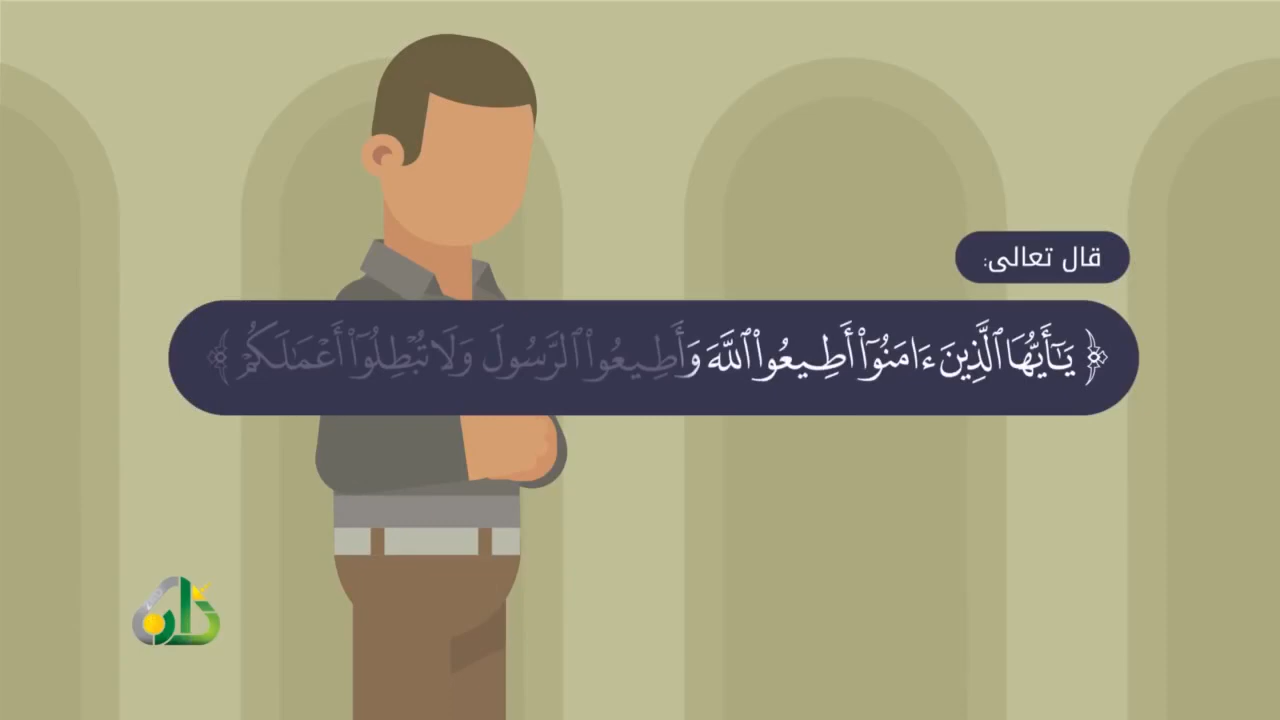 قال تعالى:
﴿ يَٰٓأَيُّهَا ٱلَّذِينَ ءَامَنُوٓا۟ أَطِيعُوا۟ ٱللَّهَ وَأَطِيعُوا۟ ٱلرَّسُولَ وَلَا تُبْطِلُوٓا۟ أَعْمَٰلَكُمْ ﴾